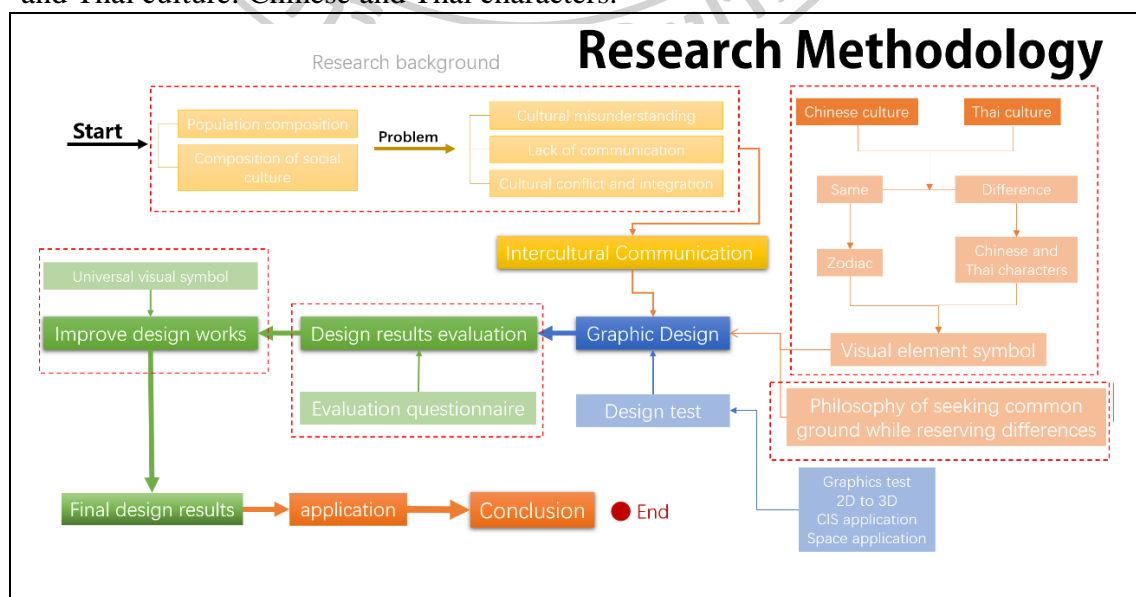 and Thai culture: Chinese and Thai characters.
Research Methodology
Research background
Start
Population composition
Composition of social
culture
Problem
Cultural misunderstanding
Lack of communication
Cultural conflict and integration
Chinese culture
Thai culture
Same
Difference
Zodiac
Chinese and
Thai characters
Visual element symbol
Intercultural Communication
Universal visual symbol
Improve design works
Design results evaluation
Graphic Design
Evaluation questionnaire
Design test
Philosophy of seeking common
ground while reserving differences
Graphics test
2D to 3D
CIS application
Space application
Final design results
application
Conclusion
End